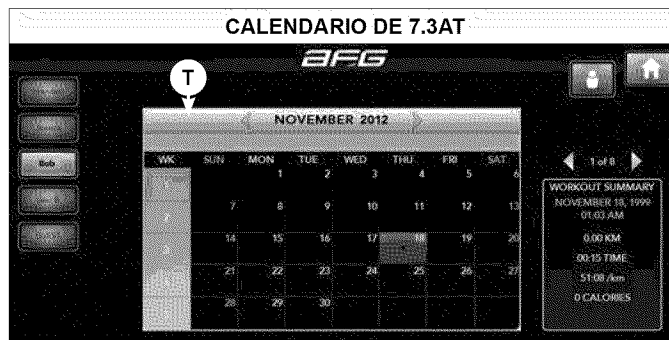 CALENDARIO DE 7.3AT
AFG
T
NOVEMBER 2012
Bob
WK SUN MON TUE WED THU FRI SAT
1 2 3 4 5 6
7 8 9 10 11 12 13
14 15 16 17 18 19 20
21 22 23 24 25 26 27
28 29 30
1 of 8
WORKOUT SUMMARY
NOVEMBER 18, 1999
01:03 AM
0.00 KM
00:15 TIME
51:08 /km
0 CALORIES